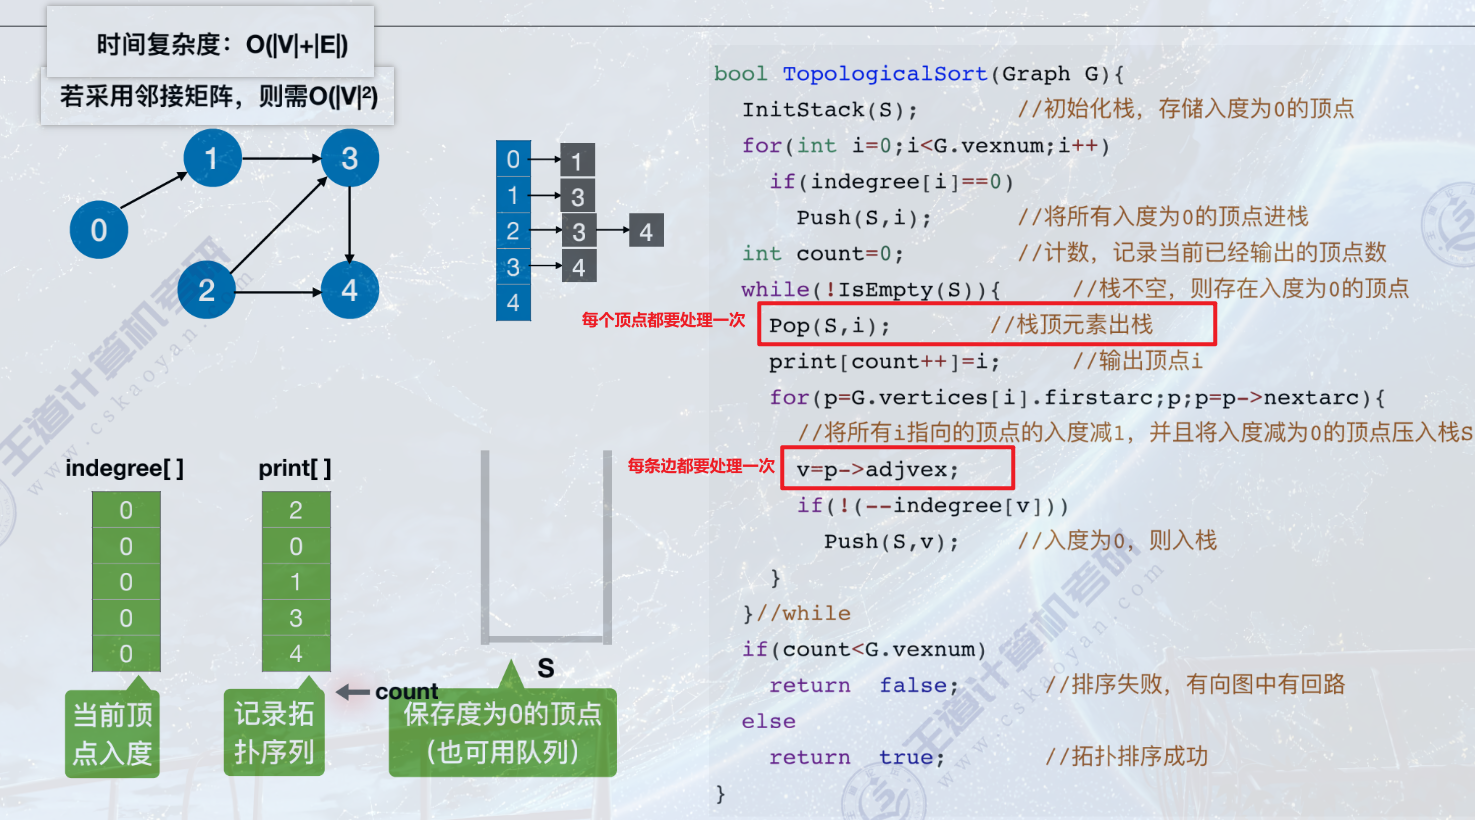 时间复杂度：O(|V|+|E|)
若采用邻接矩阵，则需O(|V|²)
1
3
0
2
4
0 1
1 3
2 3 4
3 4
4
indegree[ ]
0
0
0
0
0
当前顶
点入度
print[ ]
2
0
1
3
4
count
记录拓
扑序列
S
保存度为0的顶点
（也可用队列）
bool TopologicalSort(Graph G){
InitStack(S); //初始化栈，存储入度为0的顶点
for(int i=0;i<G.vexnum;i++)
if(indegree[i]==0)
Push(S,i); //将所有入度为0的顶点进栈
int count=0; //计数，记录当前已经输出的顶点数
while(!IsEmpty(S)){ //栈不空，则存在入度为0的顶点
每个顶点都要处理一次
Pop(S,i); //栈顶元素出栈
print[count++]=i; //输出顶点i
for(p=G.vertices[i].firstarc;p;p=p->nextarc){
//将所有i指向的顶点的入度减1，并且将入度减为0的顶点压入栈S
每条边都要处理一次
v=p->adjvex;
if(!(--indegree[v]))
Push(S,v); //入度为0，则入栈
}
}//while
if(count<G.vexnum)
return false; //排序失败，有向图中有回路
else
return true; //拓扑排序成功
}
王道计算机考研
www.cskaoyan.com
王道计算机考研
www.cskaoyan.com